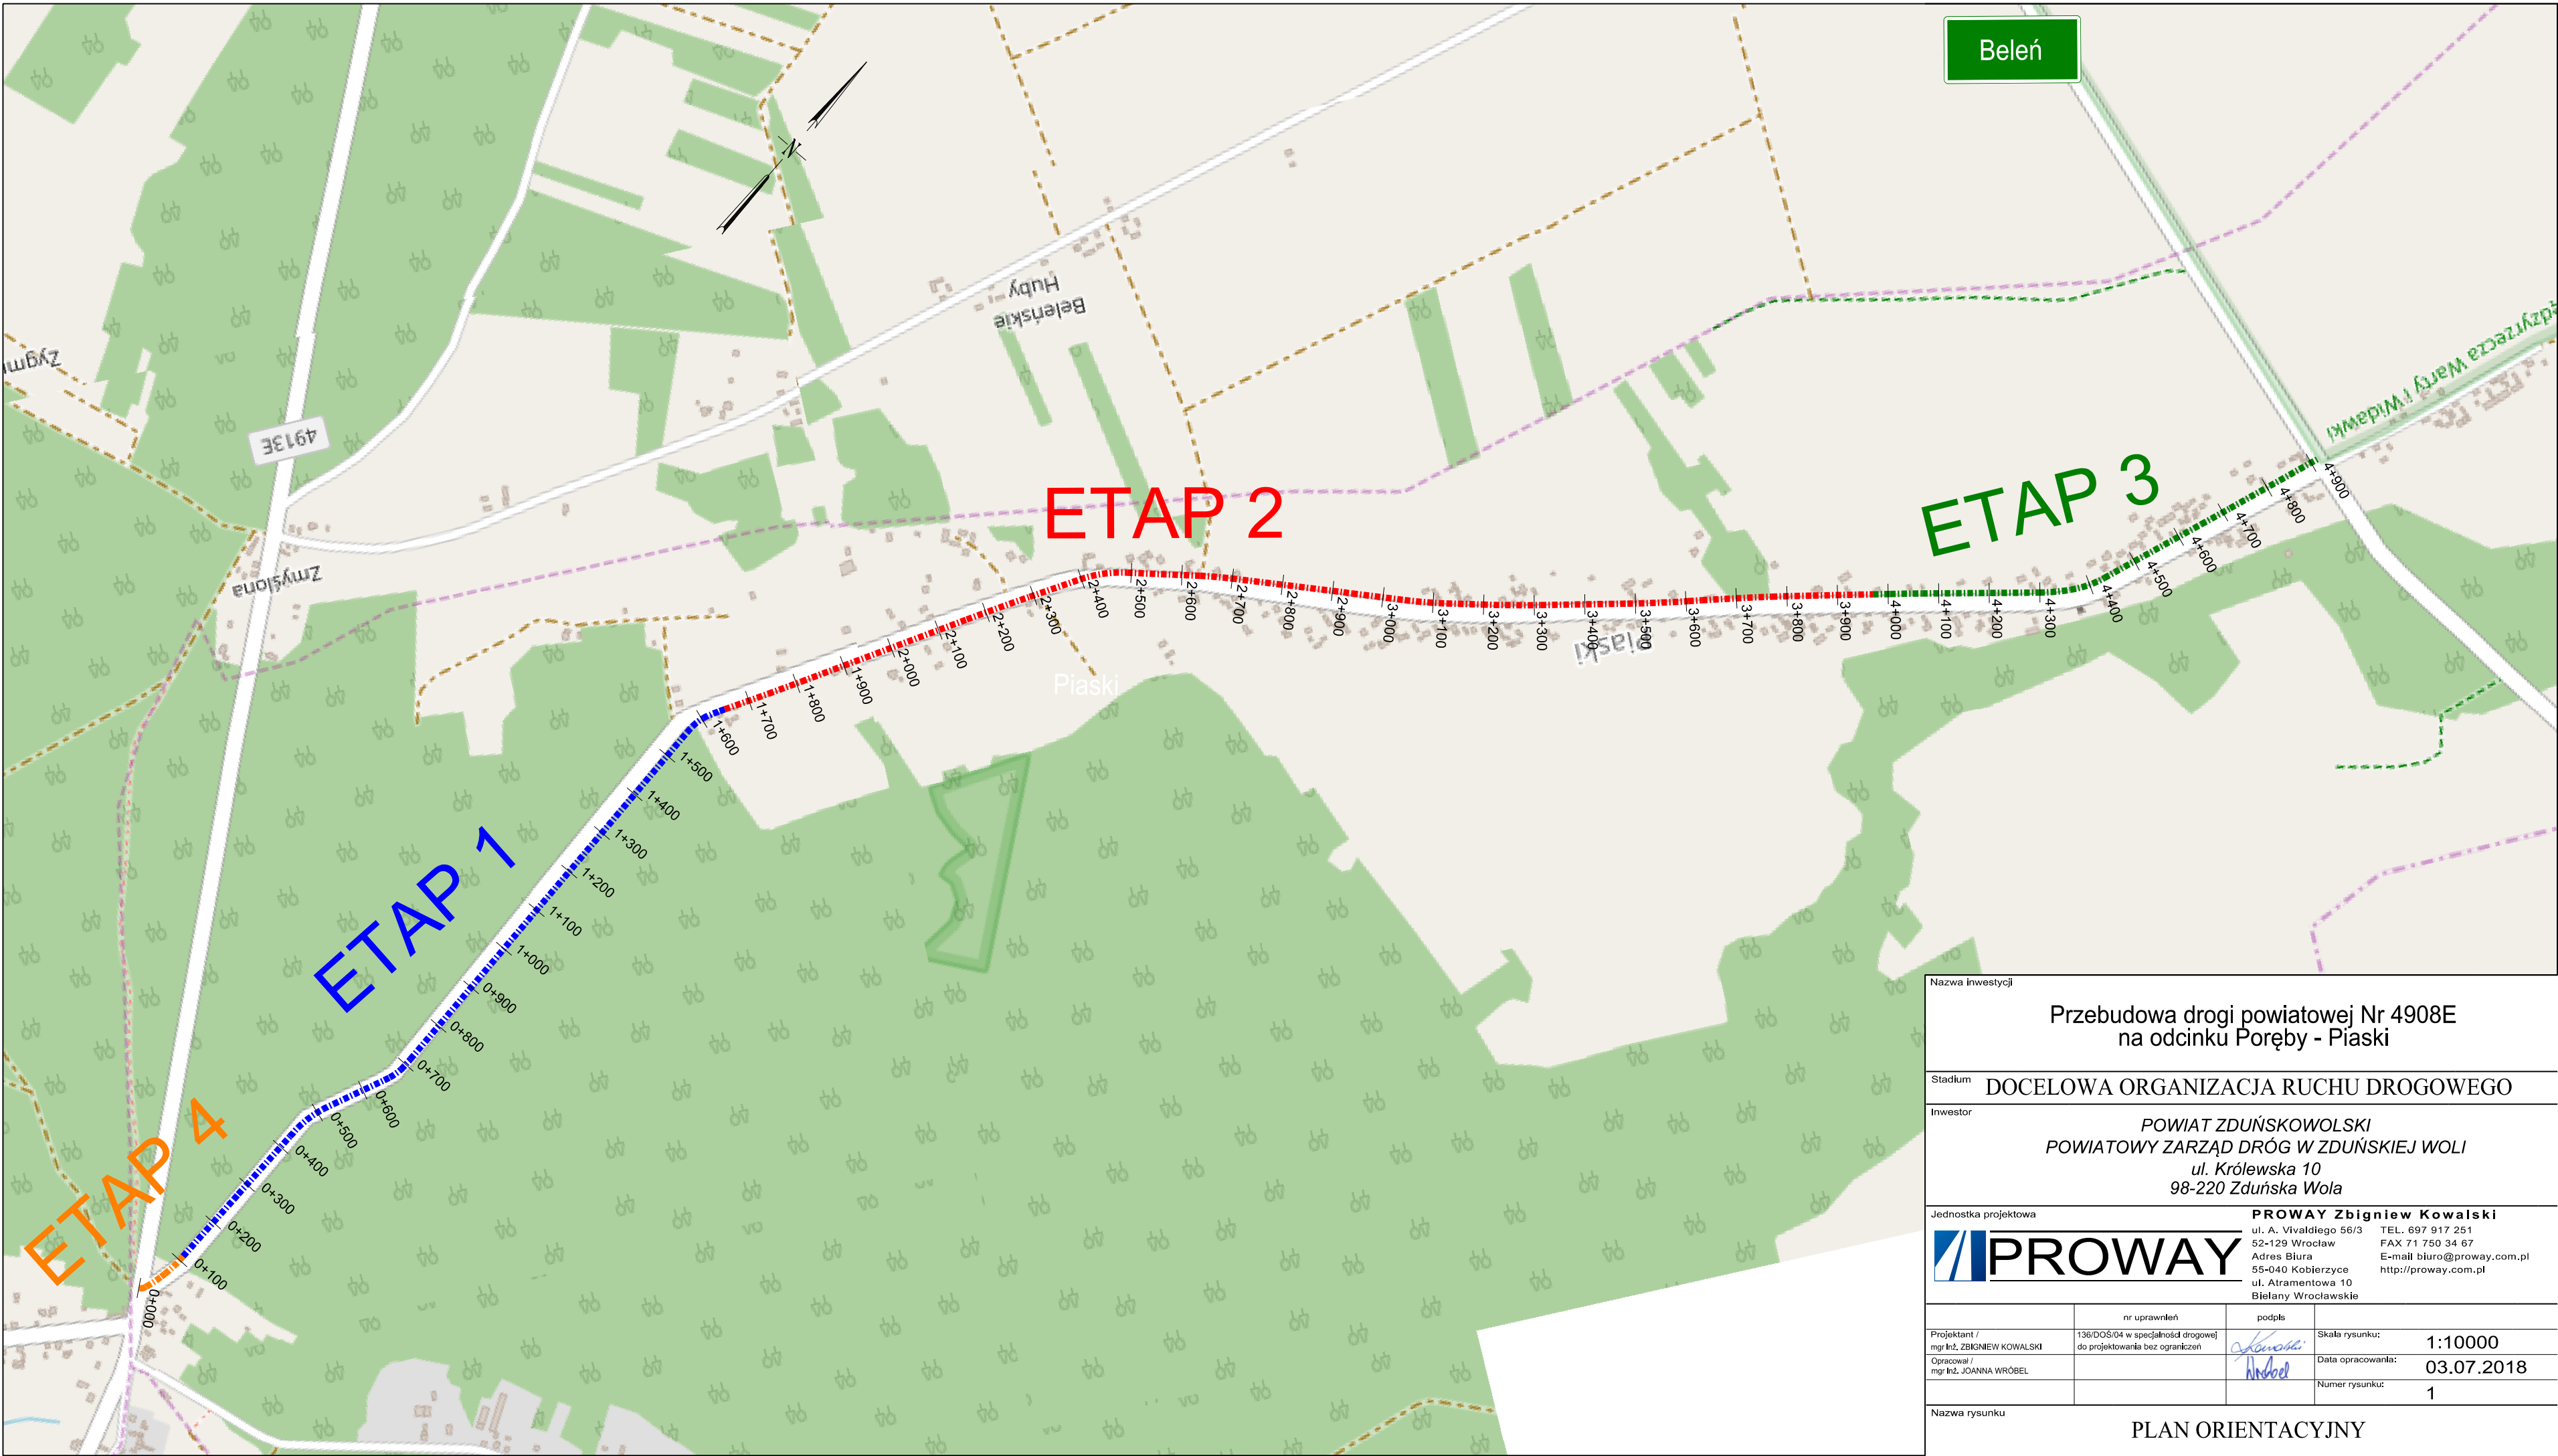 Beleń
N
Huby
Beleńskie
4913E
Zmyślona
ETAP 2
ETAP 3
ETAP 1
ETAP 4
Piaski
Piaski
0+000
0+100
0+200
0+300
0+400
0+500
0+600
0+700
0+800
0+900
1+000
1+100
1+200
1+300
1+400
1+500
1+600
1+700
1+800
1+900
2+000
2+100
2+200
2+300
2+400
2+500
2+600
2+700
2+800
2+900
3+000
3+100
3+200
3+300
3+400
3+500
3+600
3+700
3+800
3+900
4+000
4+100
4+200
4+300
4+400
4+500
4+600
4+700
4+800
4+900
Warty i Widawki
Nazwa inwestycji
Przebudowa drogi powiatowej Nr 4908E
na odcinku Poręby - Piaski
Stadium DOCELOWA ORGANIZACJA RUCHU DROGOWEGO
Inwestor
POWIAT ZDUŃSKOWOLSKI
POWIATOWY ZARZĄD DRÓG W ZDUŃSKIEJ WOLI
ul. Królewska 10
98-220 Zduńska Wola
Jednostka projektowa
PROWAY
PROWAY Zbigniew Kowalski
ul. A. Vivaldiego 56/3 TEL. 697 917 251
52-129 Wrocław FAX 71 750 34 67
Adres Biura E-mail biuro@proway.com.pl
55-040 Kobierzyce http://proway.com.pl
ul. Atramentowa 10
Bielany Wrocławskie
nr uprawnień podpis
Projektant /
mgr inż. ZBIGNIEW KOWALSKI
136/DOŚ/04 w specjalności drogowej
do projektowania bez ograniczeń
Kowalski
Skala rysunku: 1:10000
Opracował /
mgr inż. JOANNA WRÓBEL
Wróbel
Data opracowania: 03.07.2018
Numer rysunku: 1
Nazwa rysunku
PLAN ORIENTACYJNY